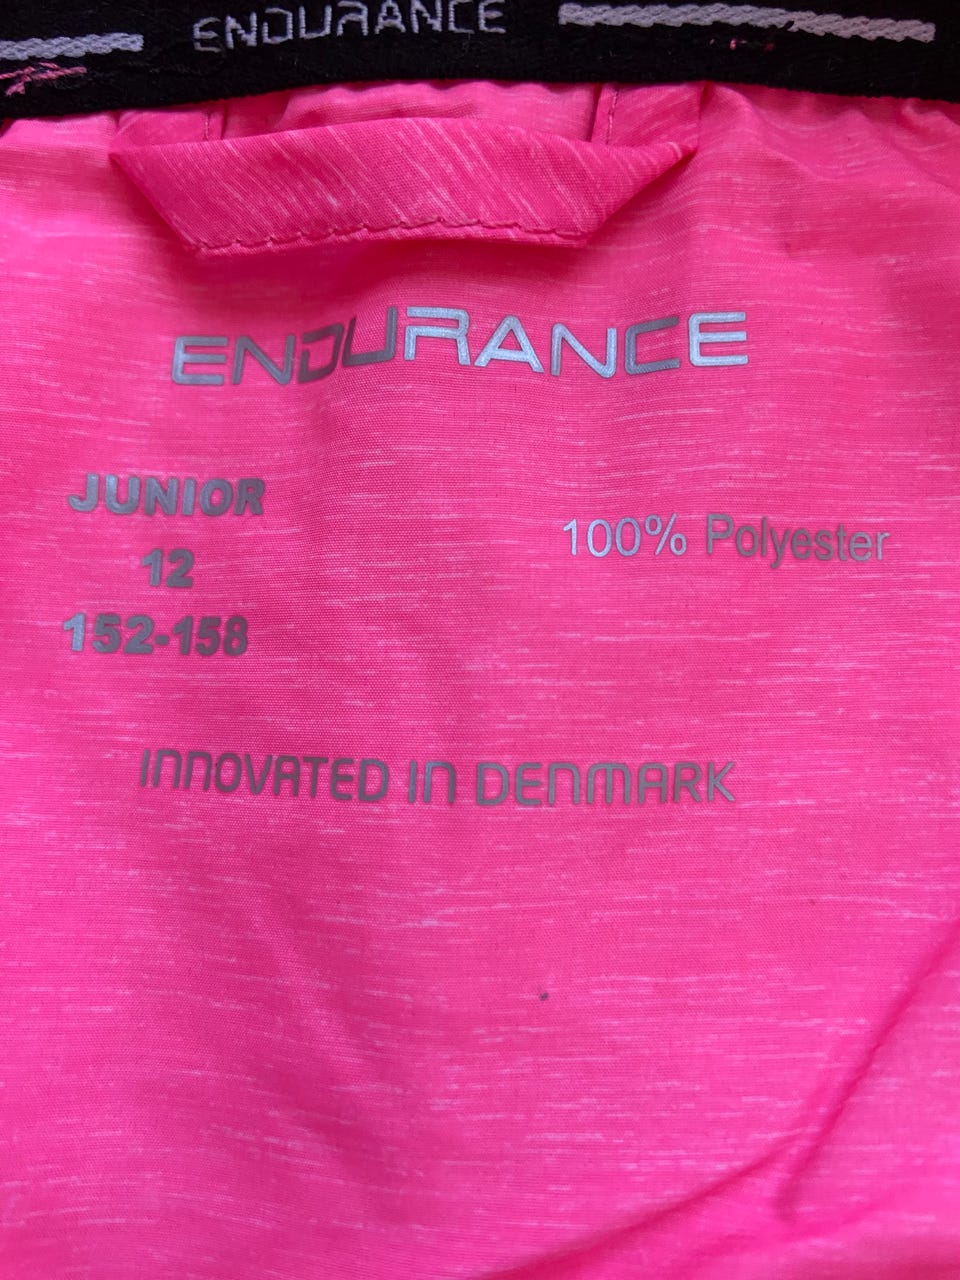 ENDURANCE
ENDURANCE
JUNIOR
12
152-158
100% Polyester
INNOVATED IN DENMARK